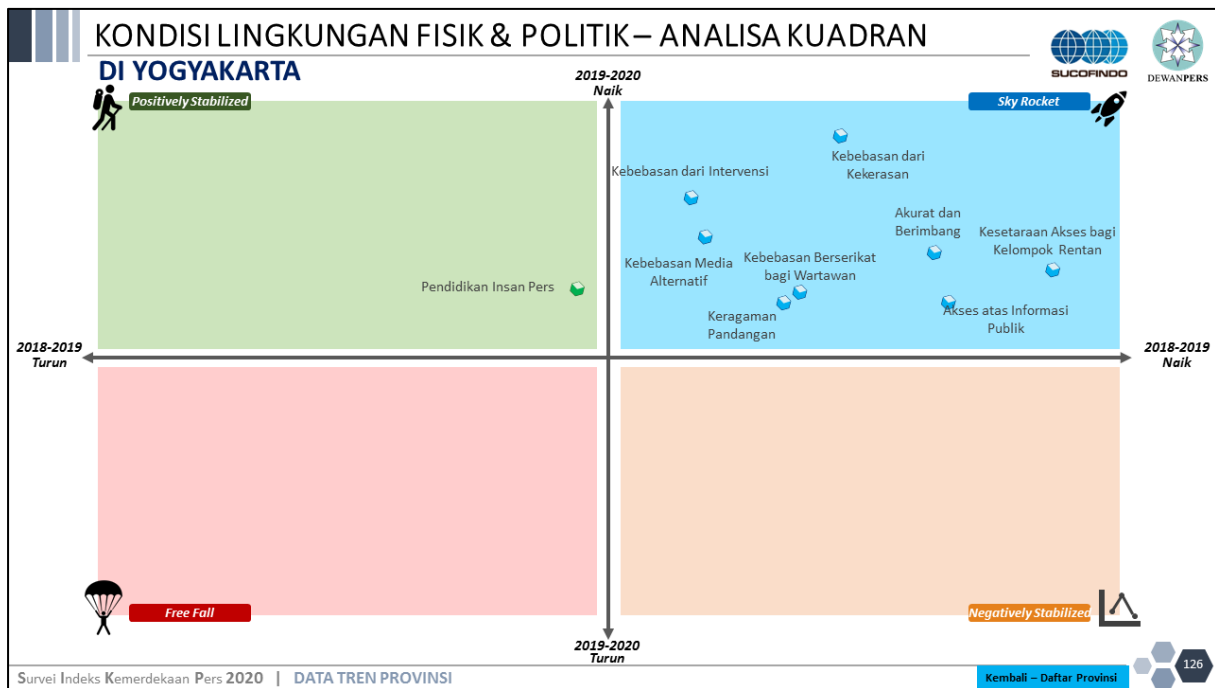 KONDISI LINGKUNGAN FISIK & POLITIK – ANALISA KUADRAN
DI YOGYAKARTA
SUCOFINDO
DEWANPERS
2019-2020
Naik
Positively Stabilized
Sky Rocket
Kebebasan dari Intervensi
Kebebasan dari
Kekerasan
Akurat dan
Berimbang
Kesetaraan Akses bagi
Kelompok Rentan
Kebebasan Media
Alternatif
Kebebasan Berserikat
bagi Wartawan
Pendidikan Insan Pers
Keragaman
Pandangan
Akses atas Informasi
Publik
2018-2019
Turun
2018-2019
Naik
Free Fall
Negatively Stabilized
2019-2020
Turun
Survei Indeks Kemerdekaan Pers 2020 | DATA TREN PROVINSI
Kembali – Daftar Provinsi
126